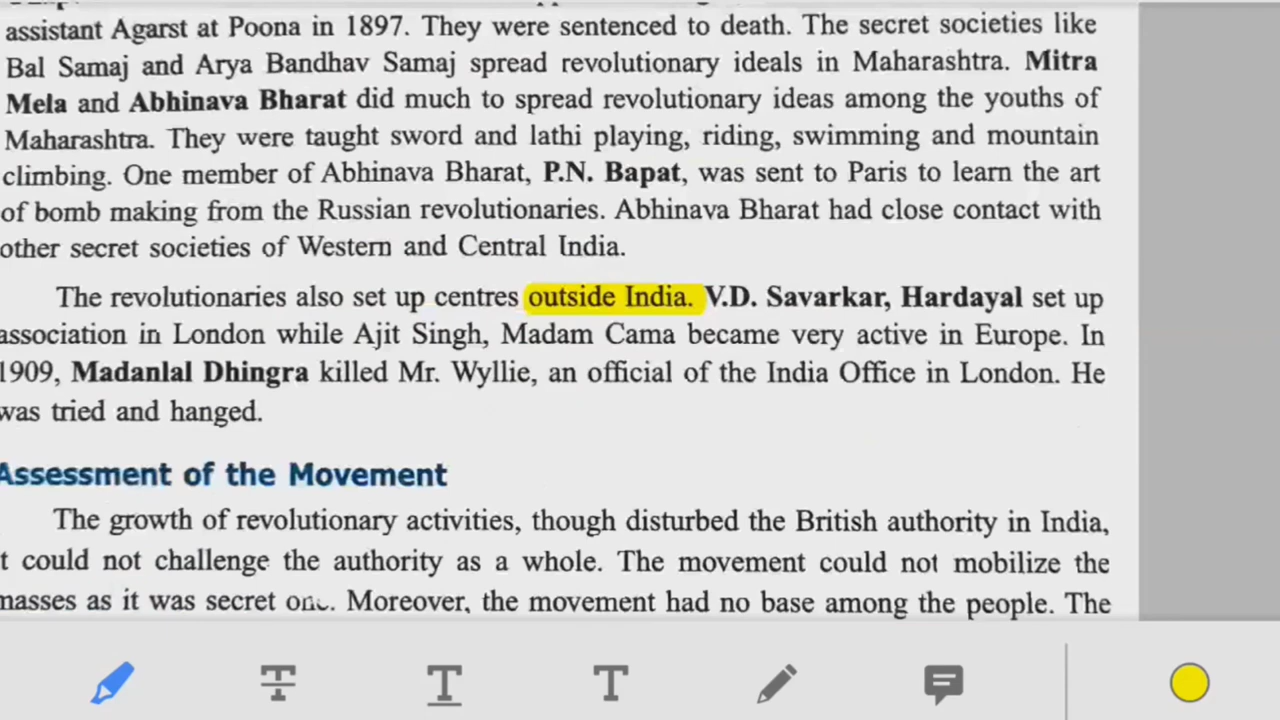 assistant Agarst at Poona in 1897. They were sentenced to death. The secret societies like
Bal Samaj and Arya Bandhav Samaj spread revolutionary ideals in Maharashtra. Mitra
Mela and Abhinava Bharat did much to spread revolutionary ideas among the youths of
Maharashtra. They were taught sword and lathi playing, riding, swimming and mountain
climbing. One member of Abhinava Bharat, P.N. Bapat, was sent to Paris to learn the art
of bomb making from the Russian revolutionaries. Abhinava Bharat had close contact with
other secret societies of Western and Central India.
The revolutionaries also set up centres outside India. V.D. Savarkar, Hardayal set up
association in London while Ajit Singh, Madam Cama became very active in Europe. In
1909, Madanlal Dhingra killed Mr. Wyllie, an official of the India Office in London. He
was tried and hanged.
Assessment of the Movement
The growth of revolutionary activities, though disturbed the British authority in India,
t could not challenge the authority as a whole. The movement could not mobilize the
masses as it was secret one. Moreover, the movement had no base among the people. The